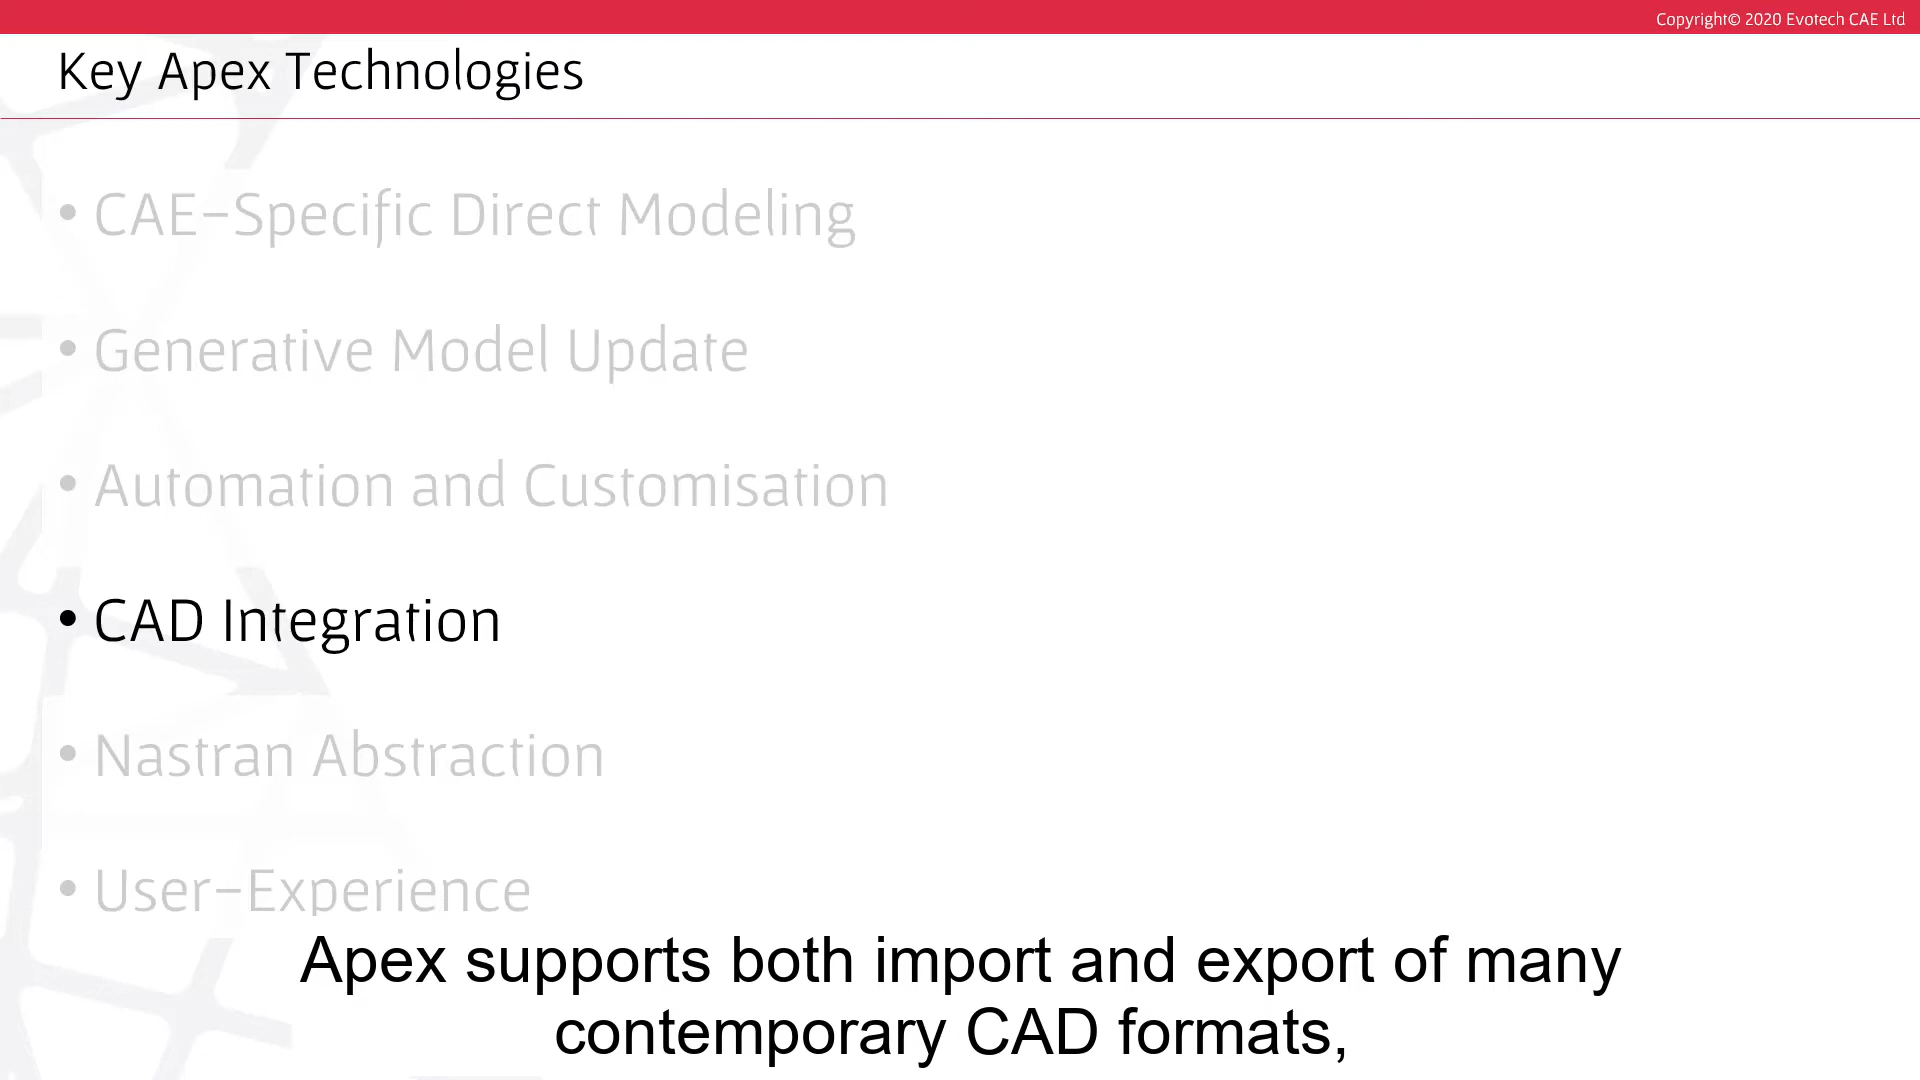 Copyright© 2020 Evotech CAE Ltd
Key Apex Technologies
• CAE-Specific Direct Modeling
• Generative Model Update
• Automation and Customisation
• CAD Integration
• Nastran Abstraction
• User-Experience
Apex supports both import and export of many
contemporary CAD formats,